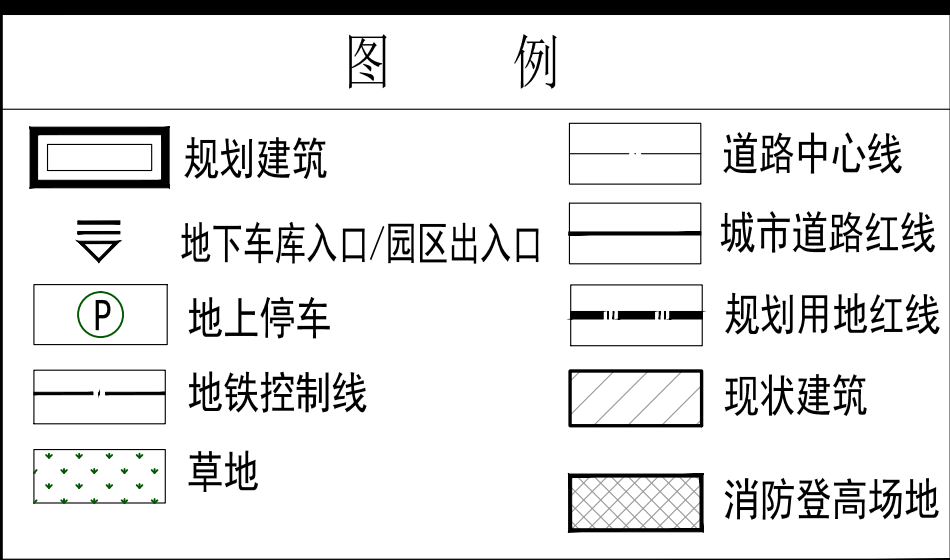 图 例
规划建筑
地下车库入口/园区出入口
P
地上停车
地铁控制线
草地
道路中心线
城市道路红线
规划用地红线
现状建筑
消防登高场地